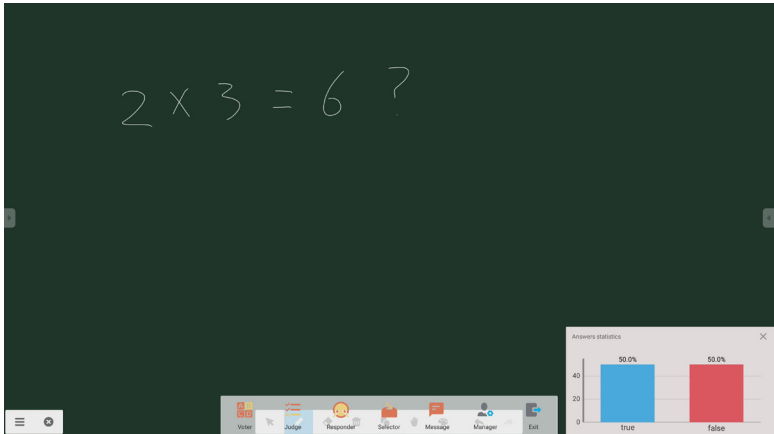 2 × 3 = 6 ?
Answers statistics
50.0% 50.0%
40
20
0
true false
Voter Judge Responder Selector Message Manager Exit